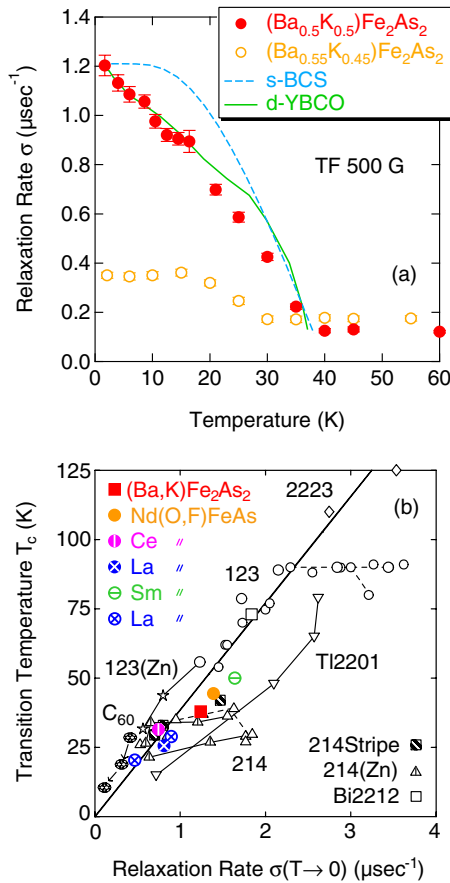 (Ba0.5K0.5)Fe2As2
(Ba0.55K0.45)Fe2As2
s-BCS
d-YBCO
1.4
1.2
1.0
0.8
0.6
0.4
0.2
0.0
Relaxation Rate σ (μsec-1)
TF 500 G
(a)
0 10 20 30 40 50 60
Temperature (K)
125
100
75
50
25
0
Transition Temperature Tc (K)
(Ba,K)Fe2As2
Nd(O,F)FeAs
Ce "
La "
Sm "
La "
2223
(b)
123
123(Zn)
Tl2201
C60
214
214Stripe
214(Zn)
Bi2212
0 1 2 3 4
Relaxation Rate σ(T→ 0) (μsec-1)